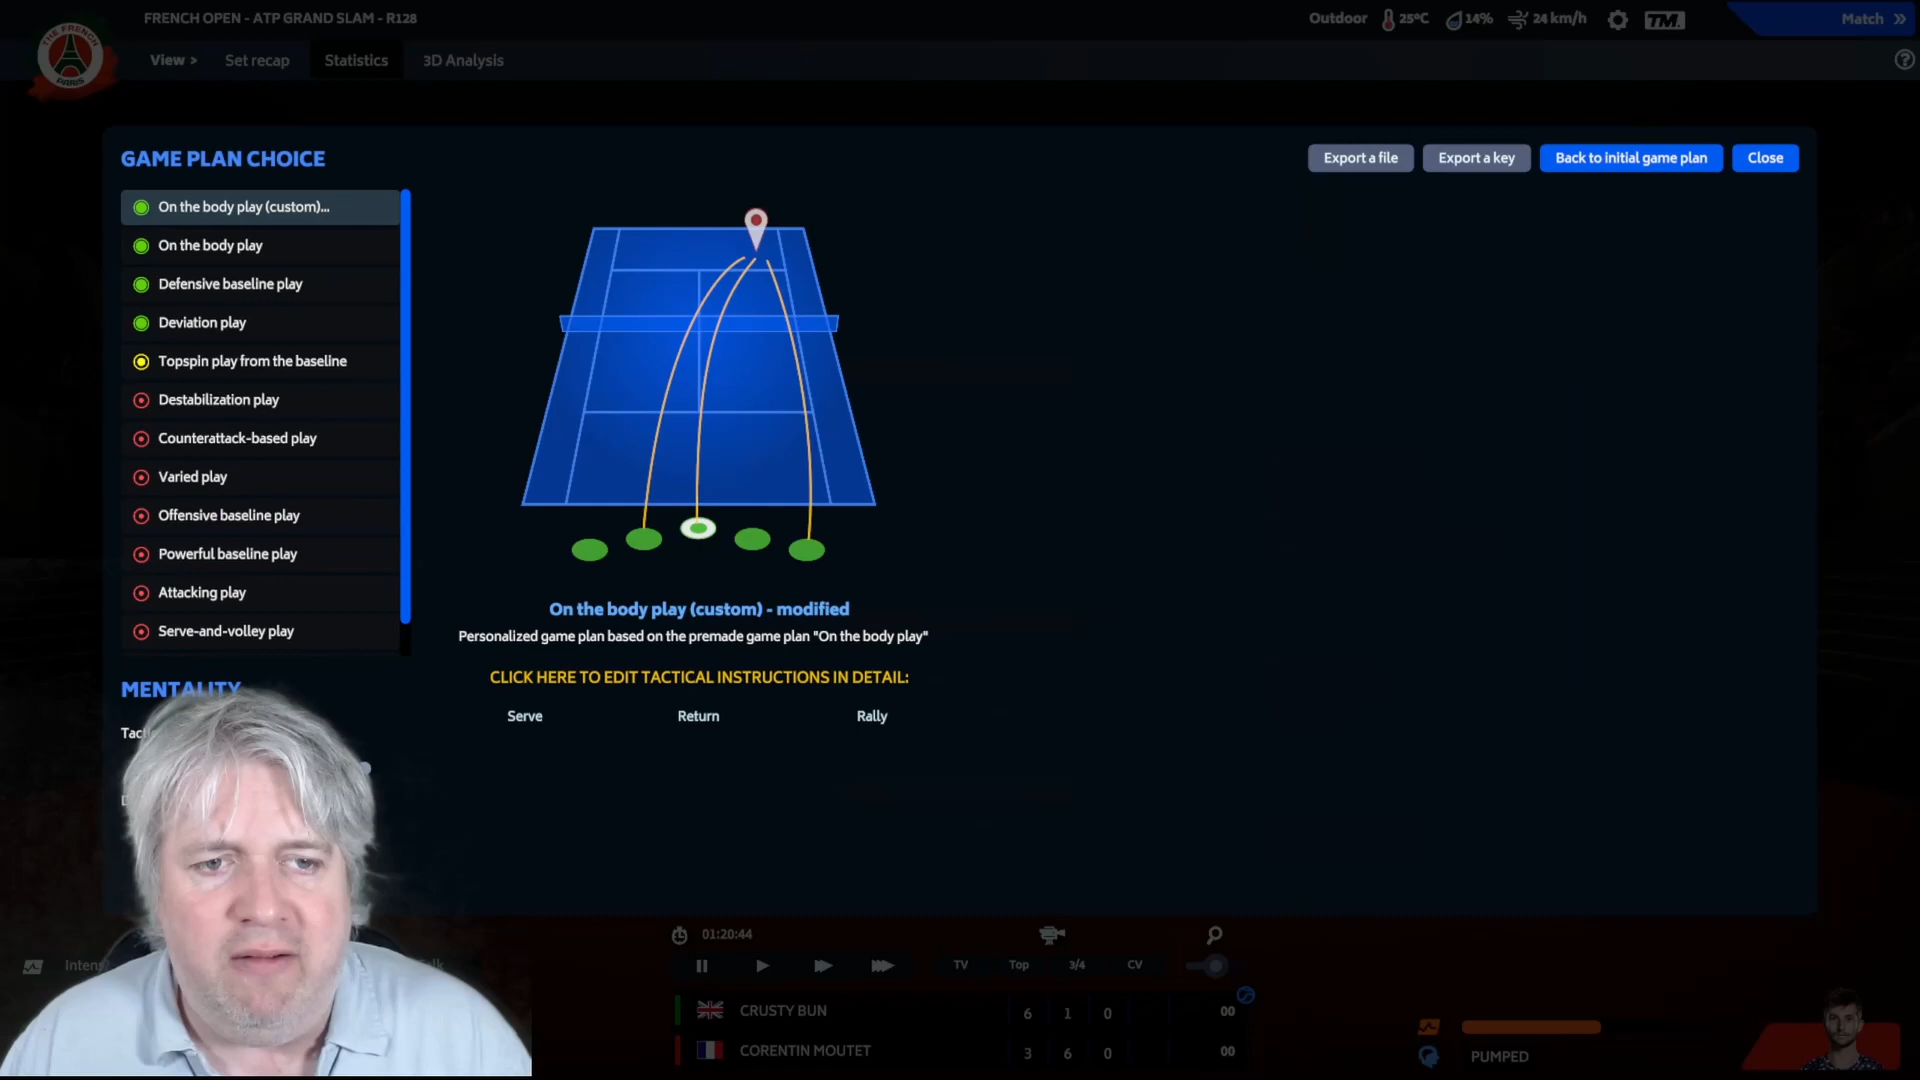 FRENCH OPEN - ATP GRAND SLAM - R128
Outdoor 25°C 14% 24 km/h TM. Match >>
THE FRENCH PARIS
View > Set recap Statistics 3D Analysis ?
GAME PLAN CHOICE
Export a file Export a key Back to initial game plan Close
On the body play (custom)...
On the body play
Defensive baseline play
Deviation play
Topspin play from the baseline
Destabilization play
Counterattack-based play
Varied play
Offensive baseline play
Powerful baseline play
Attacking play
Serve-and-volley play
On the body play (custom) - modified
Personalized game plan based on the premade game plan "On the body play"
CLICK HERE TO EDIT TACTICAL INSTRUCTIONS IN DETAIL:
Serve Return Rally
MENTALITY
01:20:44
TV Top 3/4 CV
CRUSTY BUN 6 1 0 00
CORENTIN MOUTET 3 6 0 00
PUMPED